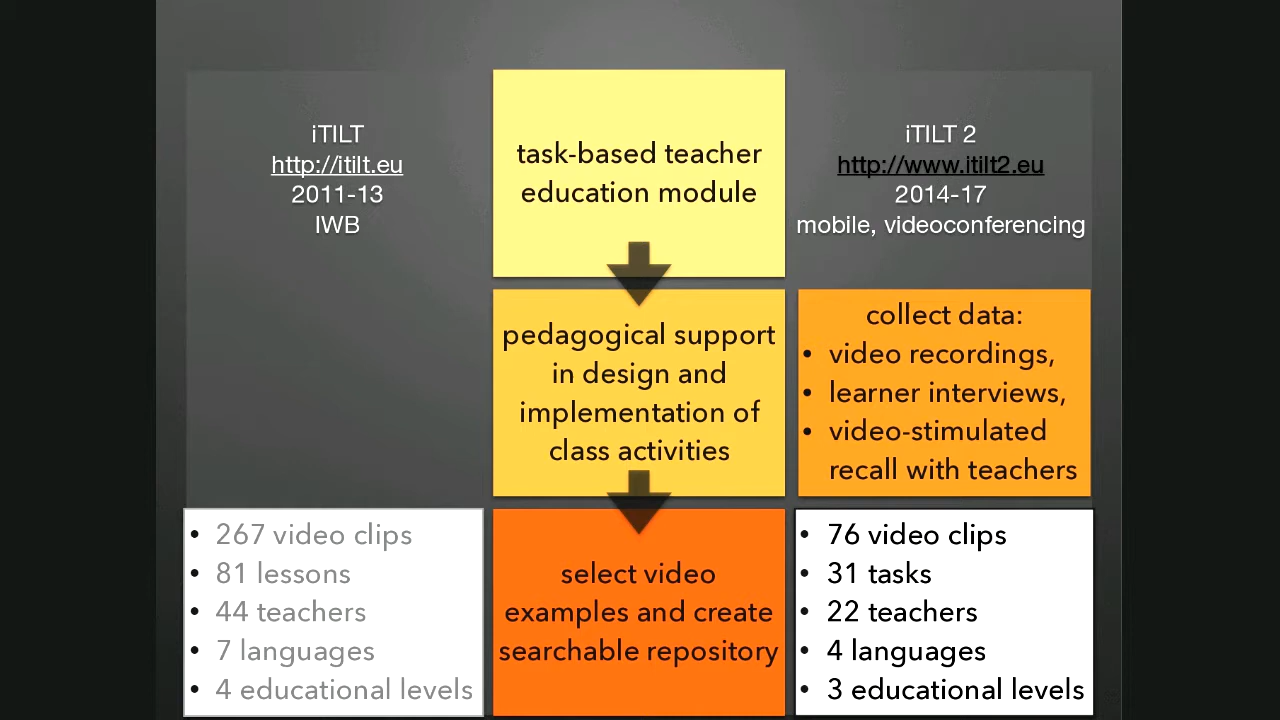 iTILT
http://itilt.eu
2011-13
IWB
task-based teacher
education module
iTILT 2
http://www.itilt2.eu
2014-17
mobile, videoconferencing
pedagogical support
in design and
implementation of
class activities
collect data:
• video recordings,
• learner interviews,
• video-stimulated
recall with teachers
• 267 video clips
• 81 lessons
• 44 teachers
• 7 languages
• 4 educational levels
select video
examples and create
searchable repository
• 76 video clips
• 31 tasks
• 22 teachers
• 4 languages
• 3 educational levels